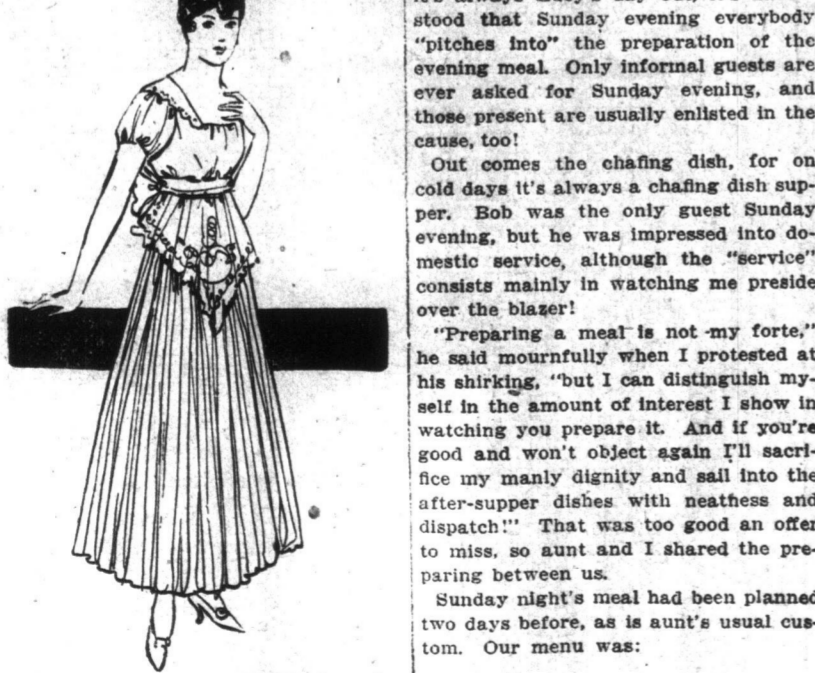 stood that Sunday evening everybody
"pitches into" the preparation of the
evening meal. Only informal guests are
ever asked for Sunday evening, and
those present are usually enlisted in the
cause, too!
Out comes the chafing dish, for on
cold days it's always a chafing dish sup-
per. Bob was the only guest Sunday
evening, but he was impressed into do-
mestic service, although the "service"
consists mainly in watching me preside
over the blazer!
"Preparing a meal is not my forte,"
he said mournfully when I protested at
his shirking, "but I can distinguish my-
self in the amount of interest I show in
watching you prepare it. And if you're
good and won't object again I'll sacri-
fice my manly dignity and sail into the
after-supper dishes with neatness and
dispatch!" That was too good an offer
to miss, so aunt and I shared the pre-
paring between us.
Sunday night's meal had been planned
two days before, as is aunt's usual cus-
tom. Our menu was: